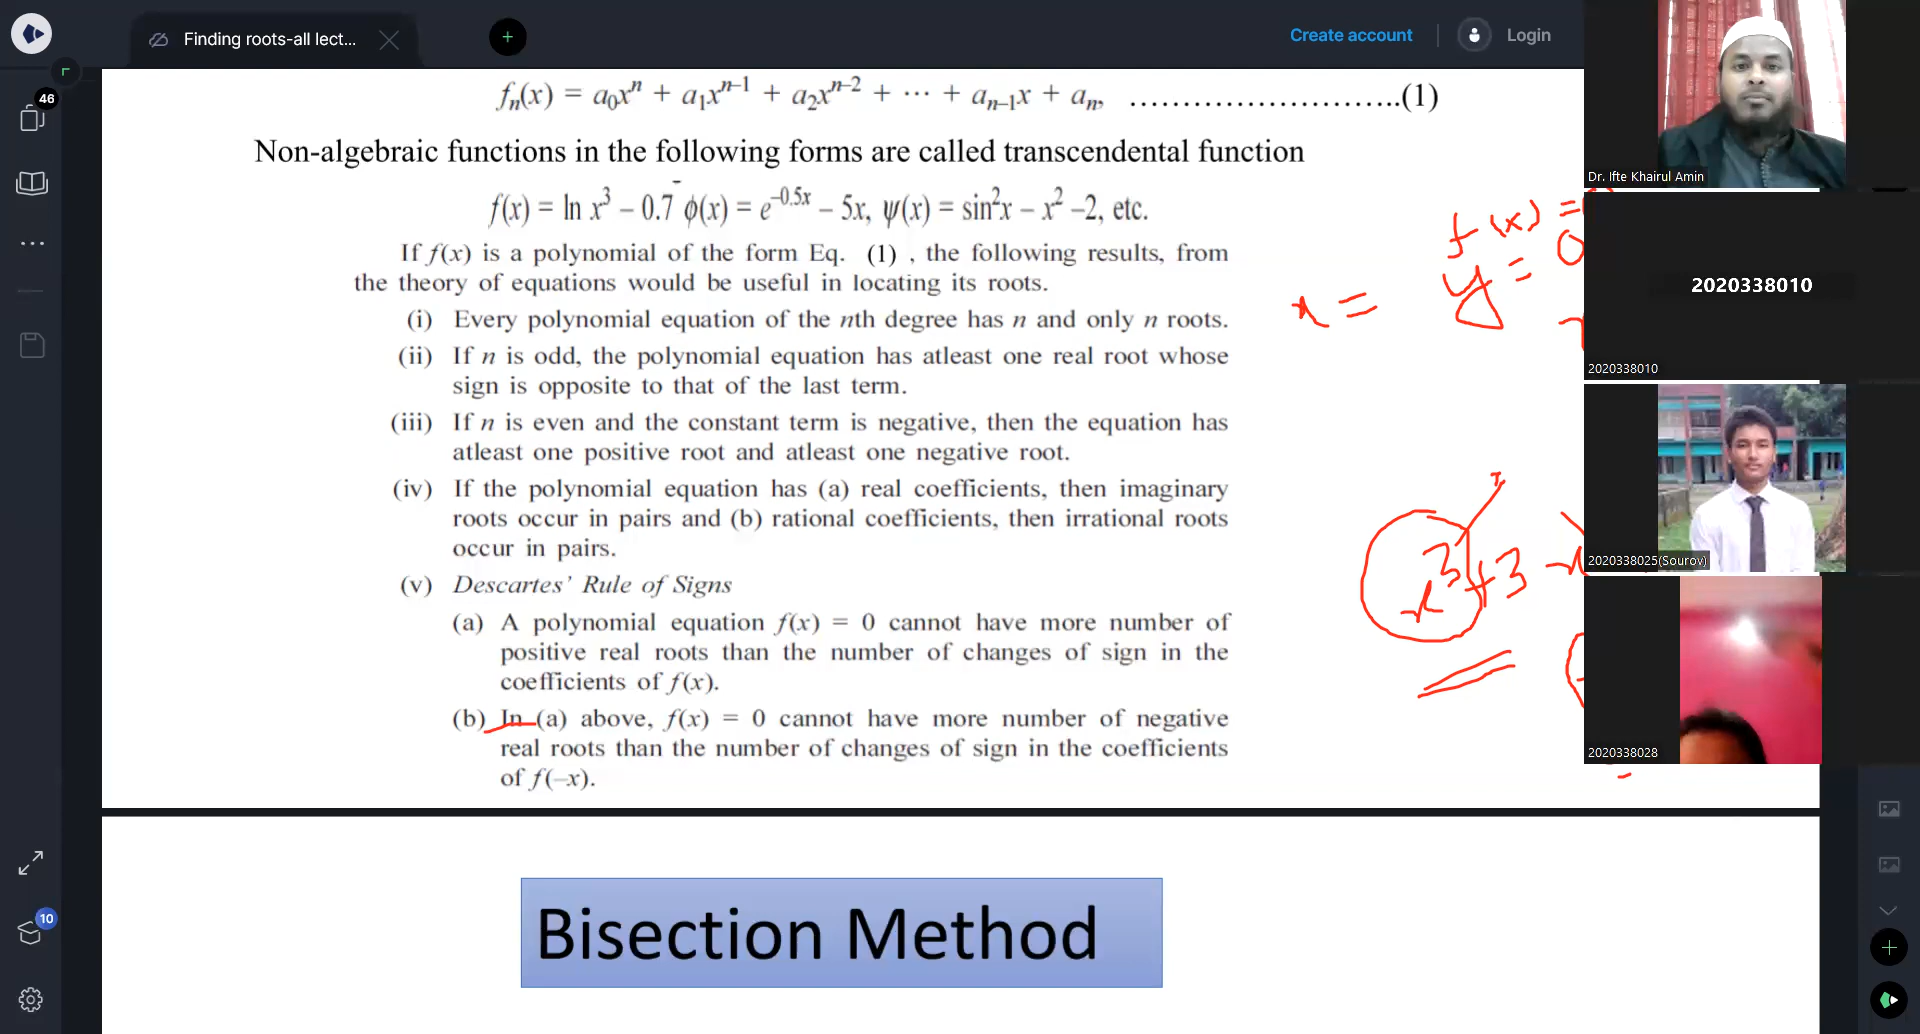 Finding roots-all lect...
Create account
Login
46
fₙ(x) = a₀xⁿ + a₁xⁿ⁻¹ + a₂xⁿ⁻² + ⋯ + aₙ₋₁x + aₙ, ............................(1)
Non-algebraic functions in the following forms are called transcendental function
f(x) = ln x³ – 0.7 ϕ(x) = e⁻⁰·⁵ˣ – 5x, ψ(x) = sin²x – x² –2, etc.
If f(x) is a polynomial of the form Eq. (1) , the following results, from
the theory of equations would be useful in locating its roots.
(i) Every polynomial equation of the nth degree has n and only n roots.
(ii) If n is odd, the polynomial equation has atleast one real root whose
sign is opposite to that of the last term.
(iii) If n is even and the constant term is negative, then the equation has
atleast one positive root and atleast one negative root.
(iv) If the polynomial equation has (a) real coefficients, then imaginary
roots occur in pairs and (b) rational coefficients, then irrational roots
occur in pairs.
(v) Descartes' Rule of Signs
(a) A polynomial equation f(x) = 0 cannot have more number of
positive real roots than the number of changes of sign in the
coefficients of f(x).
(b) In (a) above, f(x) = 0 cannot have more number of negative
real roots than the number of changes of sign in the coefficients
of f(–x).
f(x) =
y = 0
x =
x³+3
Bisection Method
10
Dr. Ifte Khairul Amin
2020338010
2020338010
2020338025(Sourov)
2020338028